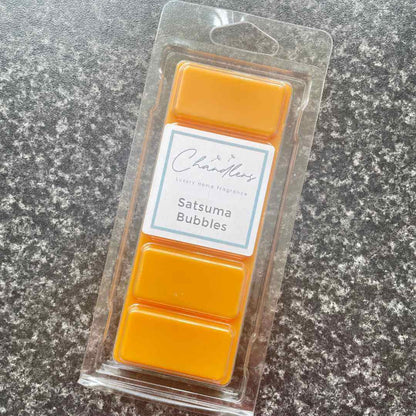 Chandlers
Luxury Home Fragrance
Satsuma
Bubbles